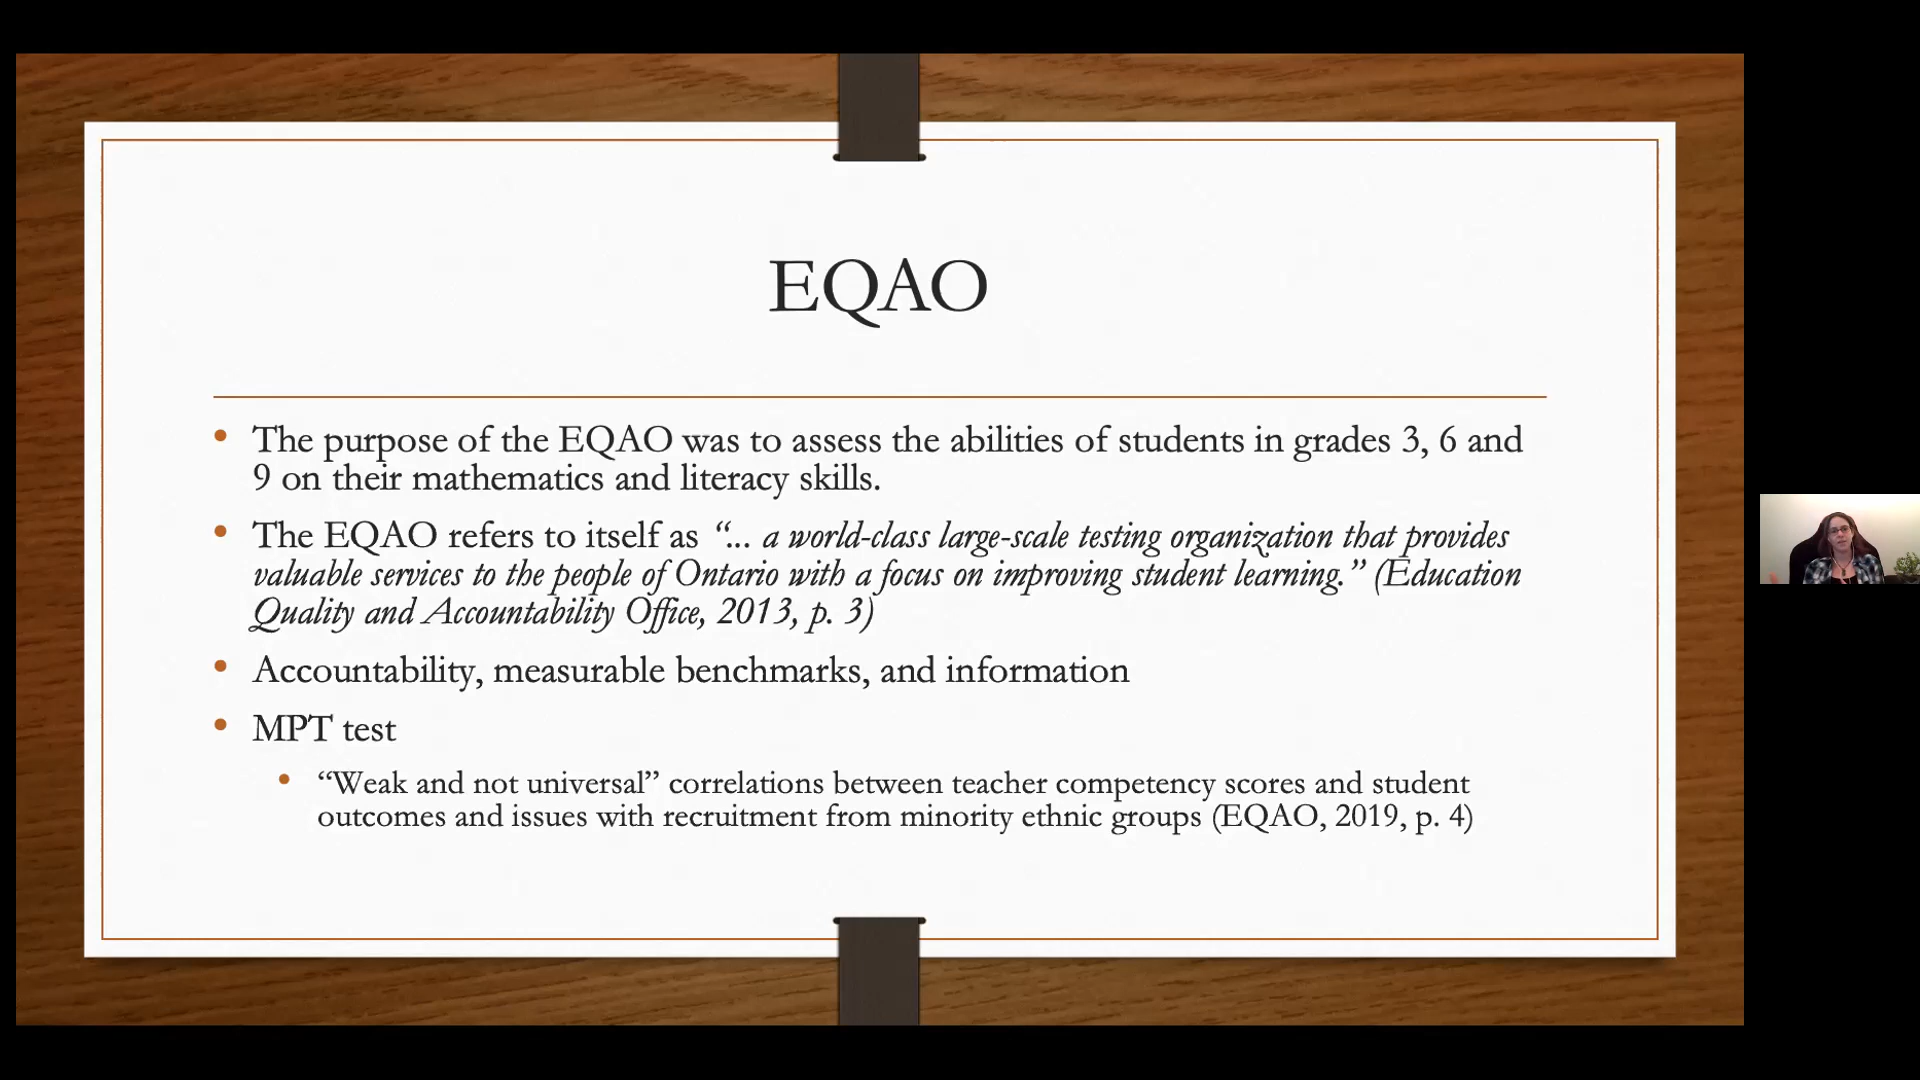 EQAO
The purpose of the EQAO was to assess the abilities of students in grades 3, 6 and
9 on their mathematics and literacy skills.
The EQAO refers to itself as “... a world-class large-scale testing organization that provides
valuable services to the people of Ontario with a focus on improving student learning.” (Education
Quality and Accountability Office, 2013, p. 3)
Accountability, measurable benchmarks, and information
MPT test
“Weak and not universal” correlations between teacher competency scores and student
outcomes and issues with recruitment from minority ethnic groups (EQAO, 2019, p. 4)